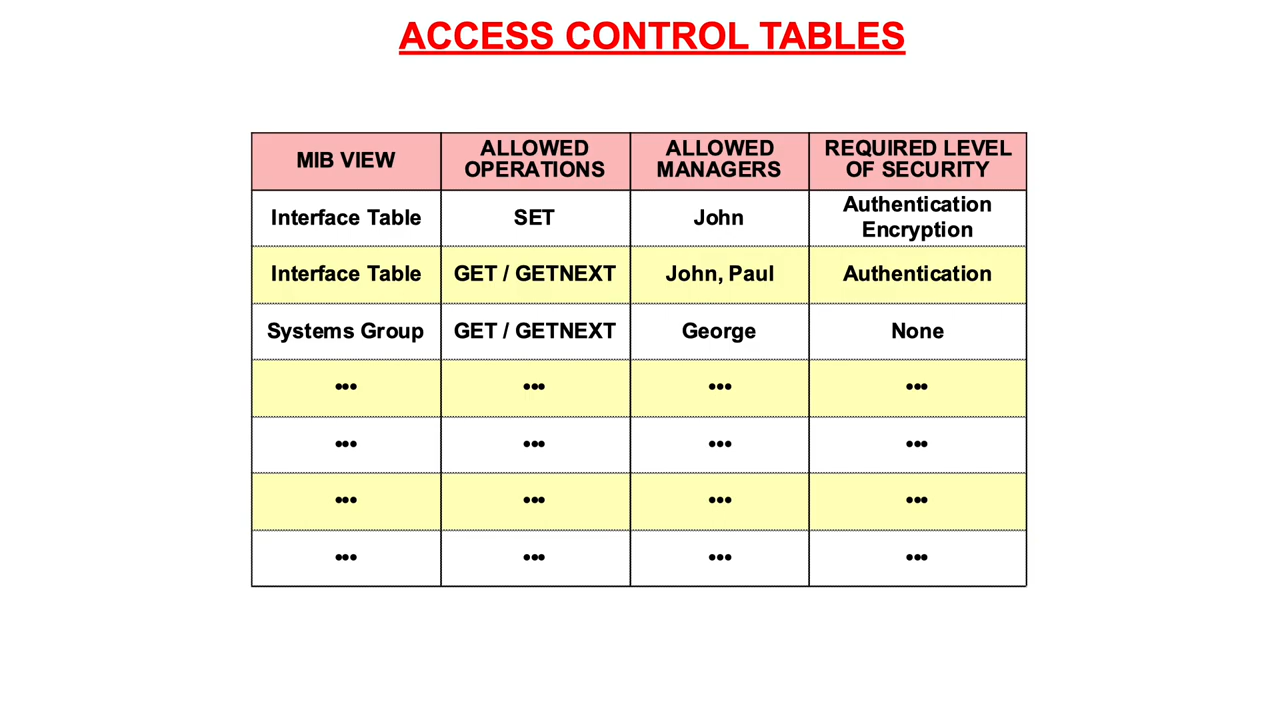 ACCESS CONTROL TABLES
MIB VIEW
ALLOWED
OPERATIONS
ALLOWED
MANAGERS
REQUIRED LEVEL
OF SECURITY
Interface Table
SET
John
Authentication
Encryption
Interface Table
GET / GETNEXT
John, Paul
Authentication
Systems Group
GET / GETNEXT
George
None
••• ••• ••• •••
••• ••• ••• •••
••• ••• ••• •••
••• ••• ••• •••